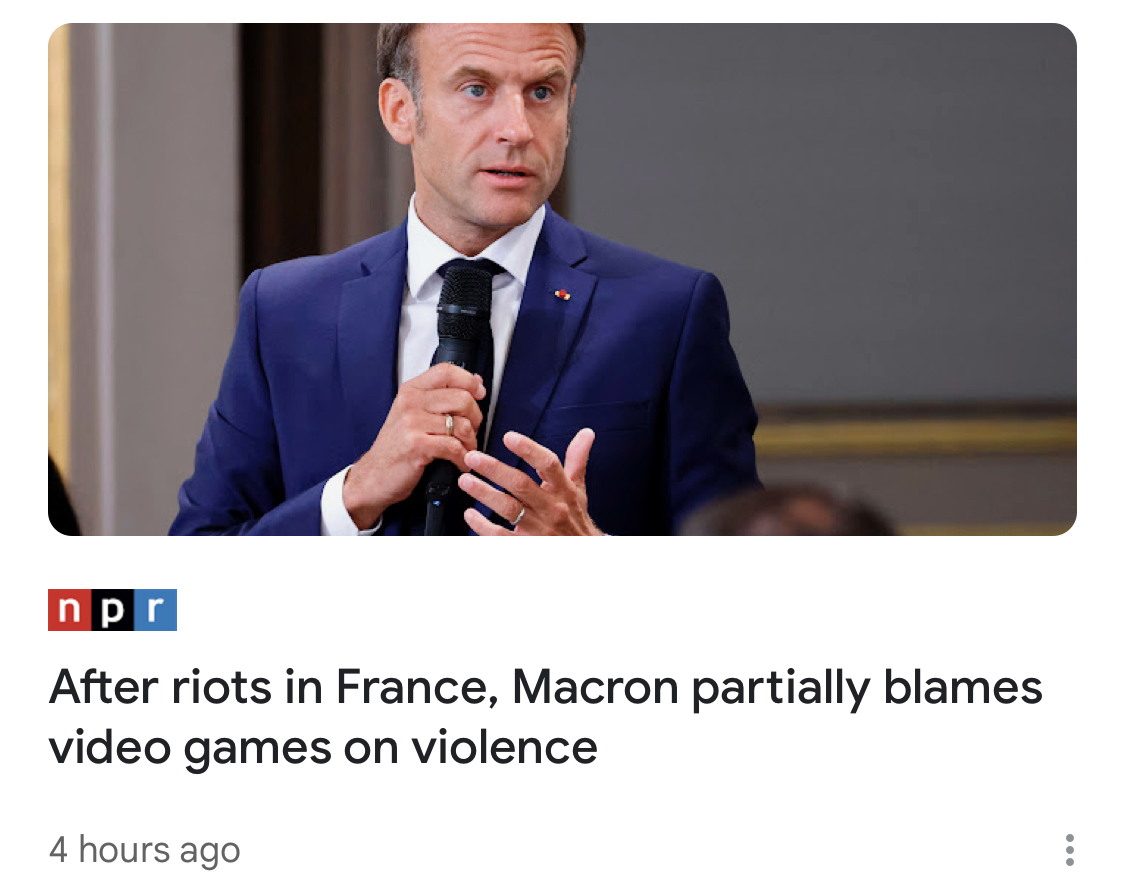 npr
After riots in France, Macron partially blames
video games on violence
4 hours ago